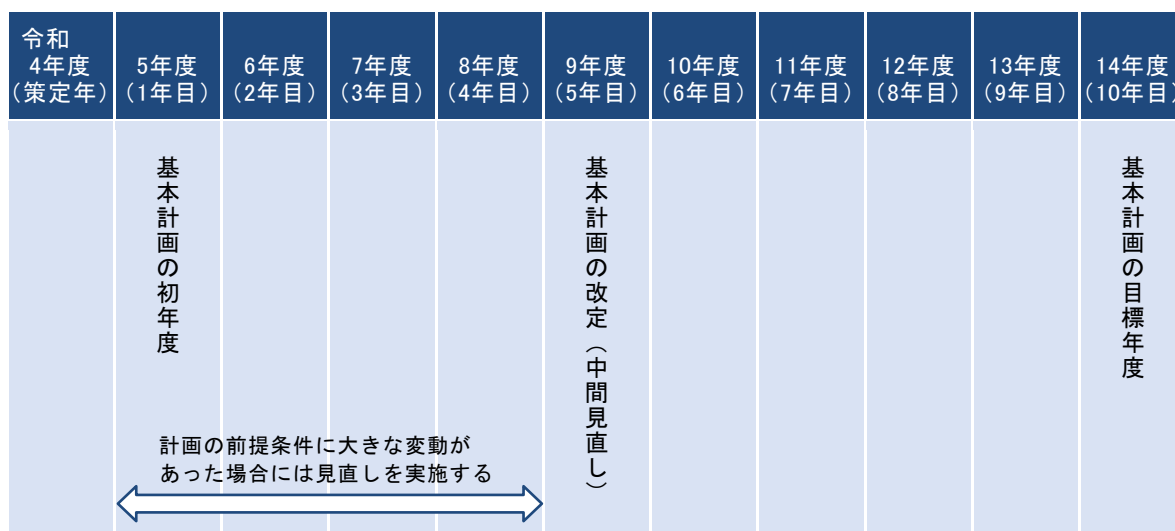 令和
4年度
(策定年)
5年度
(1年目)
6年度
(2年目)
7年度
(3年目)
8年度
(4年目)
9年度
(5年目)
10年度
(6年目)
11年度
(7年目)
12年度
(8年目)
13年度
(9年目)
14年度
(10年目)
基本計画の初年度
基本計画の改定(中間見直し)
基本計画の目標年度
計画の前提条件に大きな変動が
あった場合には見直しを実施する